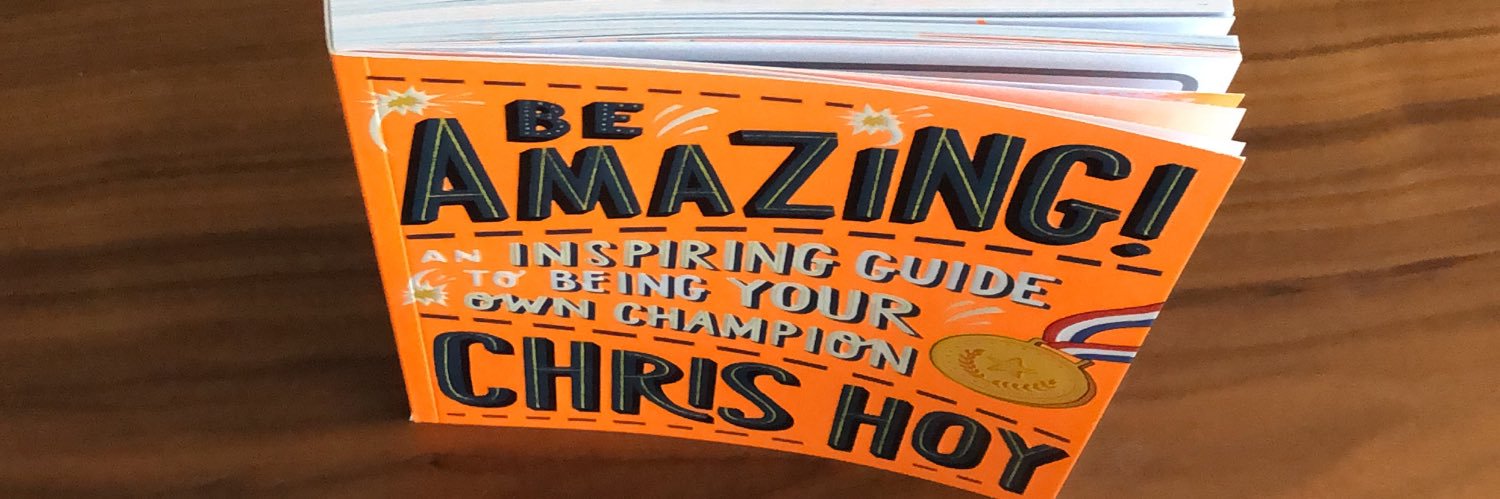 BE
AMAZING!
AN INSPIRING GUIDE
TO BEING YOUR
OWN CHAMPION
CHRIS HOY